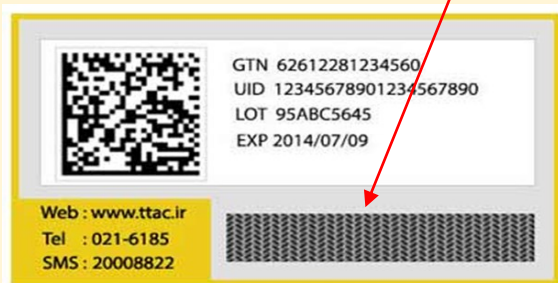 GTN 62612281234560
UID 12345678901234567890
LOT 95ABC5645
EXP 2014/07/09
Web : www.ttac.ir
Tel : 021-6185
SMS : 20008822